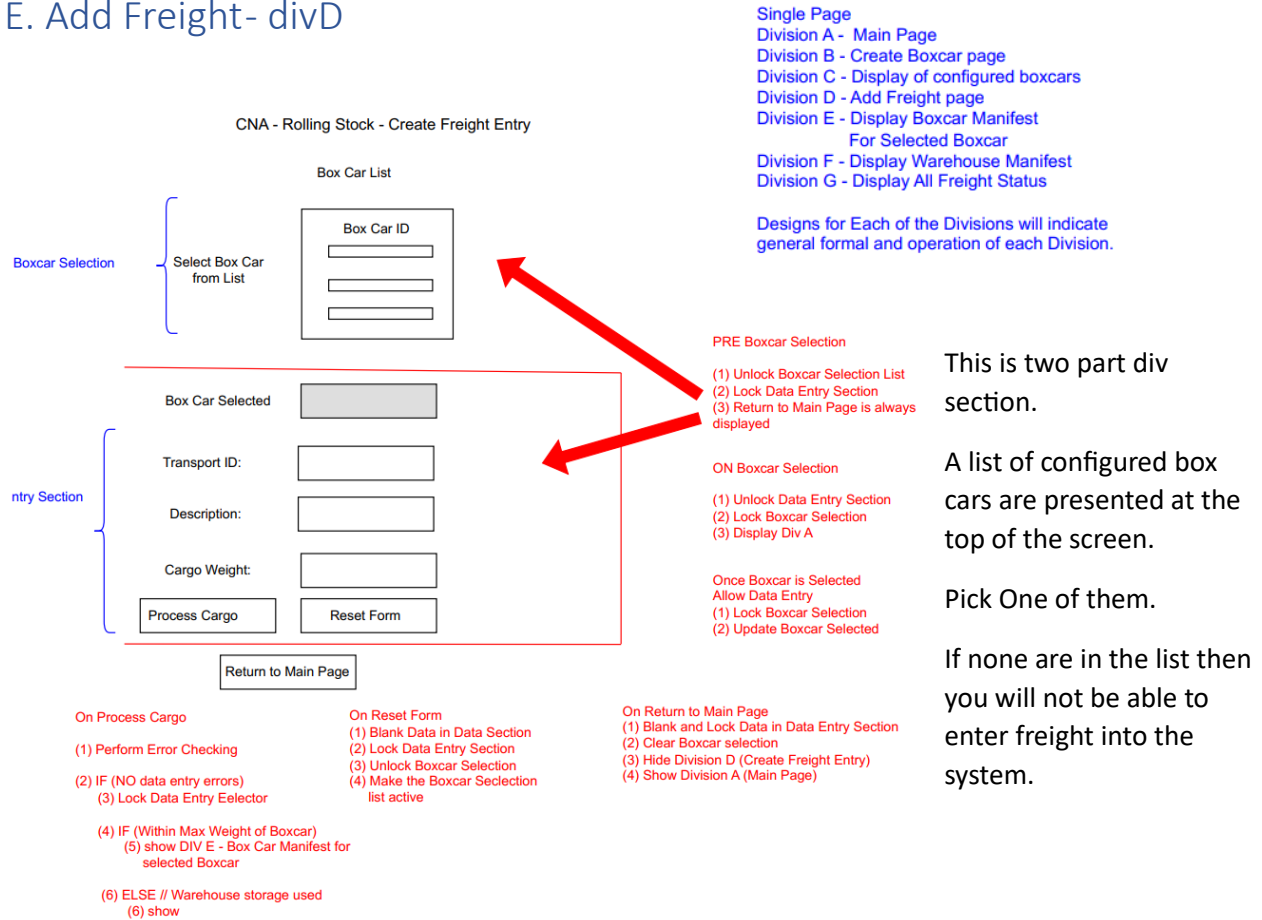 E. Add Freight- divD
Single Page
Division A - Main Page
Division B - Create Boxcar page
Division C - Display of configured boxcars
Division D - Add Freight page
Division E - Display Boxcar Manifest
For Selected Boxcar
Division F - Display Warehouse Manifest
Division G - Display All Freight Status
Designs for Each of the Divisions will indicate
general formal and operation of each Division.
CNA - Rolling Stock - Create Freight Entry
Box Car List
Box Car ID
Boxcar Selection
Select Box Car
from List
PRE Boxcar Selection
(1) Unlock Boxcar Selection List
(2) Lock Data Entry Section
(3) Return to Main Page is always
displayed
ON Boxcar Selection
(1) Unlock Data Entry Section
(2) Lock Boxcar Selection
(3) Display Div A
Once Boxcar is Selected
Allow Data Entry
(1) Lock Boxcar Selection
(2) Update Boxcar Selected
This is two part div
section.
A list of configured box
cars are presented at the
top of the screen.
Pick One of them.
If none are in the list then
you will not be able to
enter freight into the
system.
Box Car Selected
Transport ID:
ntry Section
Description:
Cargo Weight:
Process Cargo
Reset Form
Return to Main Page
On Process Cargo
(1) Perform Error Checking
(2) IF (NO data entry errors)
(3) Lock Data Entry Eelector
(4) IF (Within Max Weight of Boxcar)
(5) show DIV E - Box Car Manifest for
selected Boxcar
(6) ELSE // Warehouse storage used
(6) show
On Reset Form
(1) Blank Data in Data Section
(2) Lock Data Entry Section
(3) Unlock Boxcar Selection
(4) Make the Boxcar Seclection
list active
On Return to Main Page
(1) Blank and Lock Data in Data Entry Section
(2) Clear Boxcar selection
(3) Hide Division D (Create Freight Entry)
(4) Show Division A (Main Page)